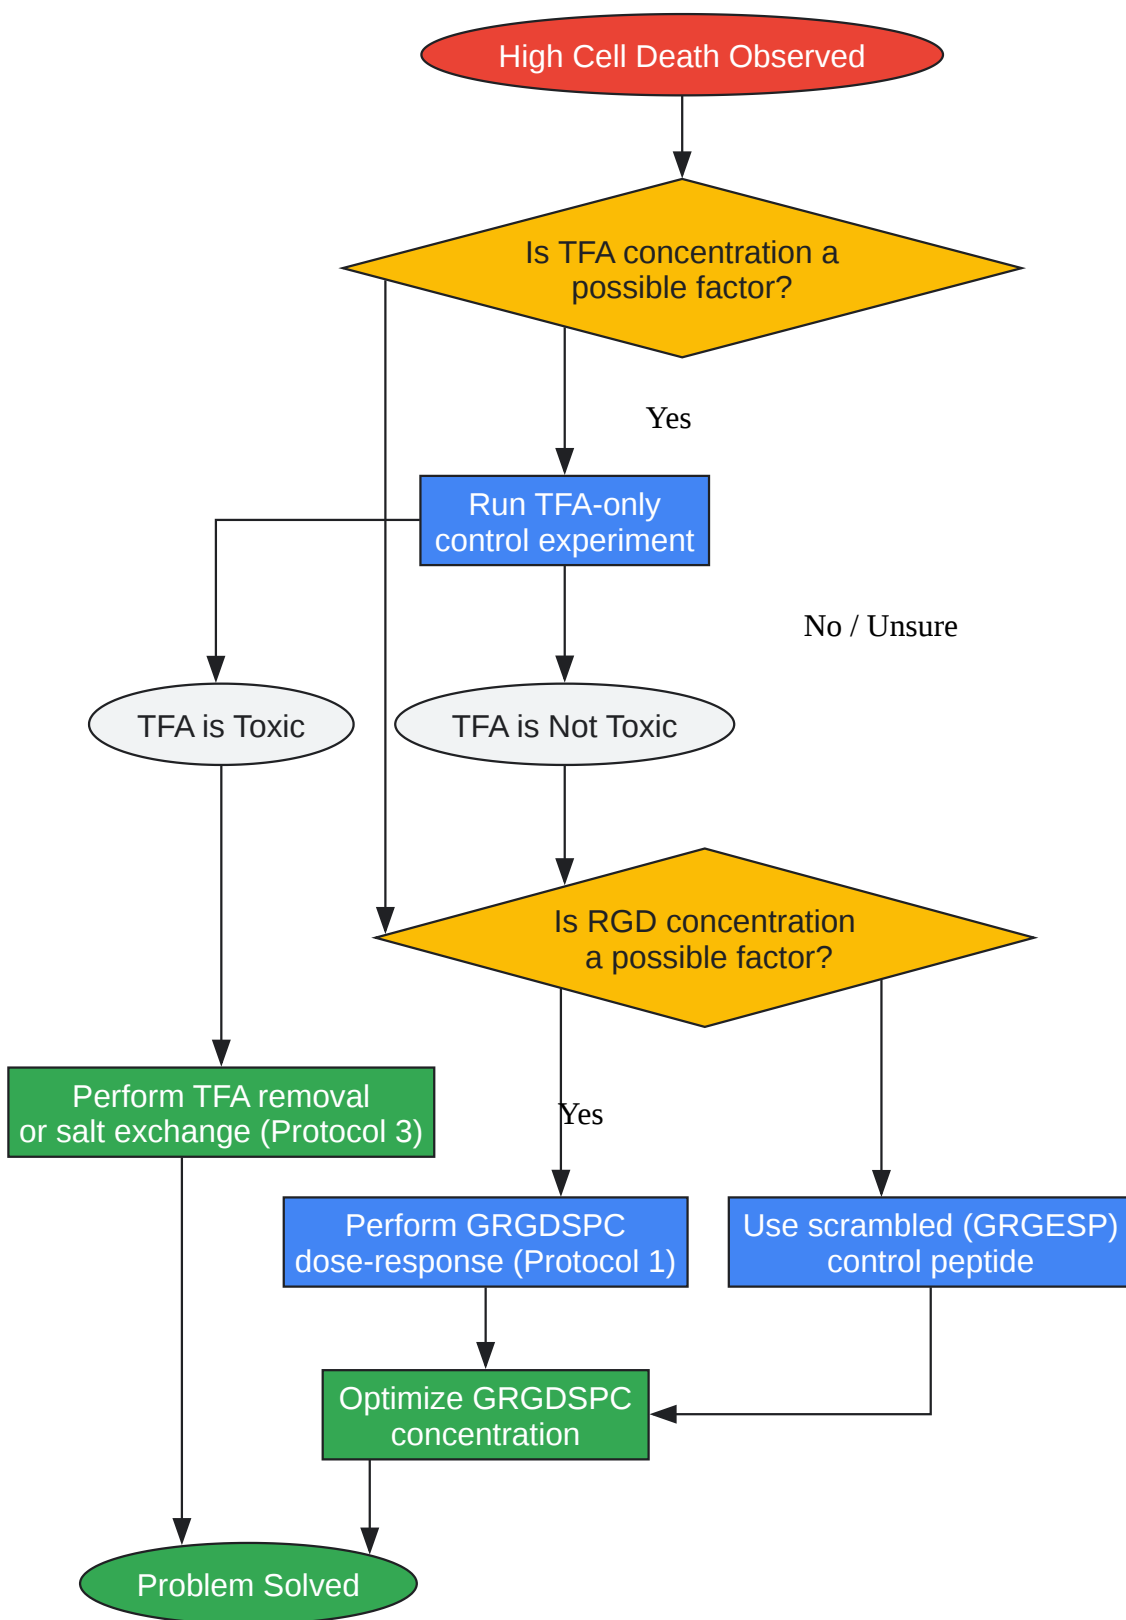 High Cell Death Observed
Is TFA concentration a
possible factor?
Yes
Run TFA-only
control experiment
No / Unsure
TFA is Toxic
TFA is Not Toxic
Is RGD concentration
a possible factor?
Perform TFA removal
or salt exchange (Protocol 3)
Yes
Perform GRGDSPC
dose-response (Protocol 1)
Use scrambled (GRGESP)
control peptide
Optimize GRGDSPC
concentration
Problem Solved